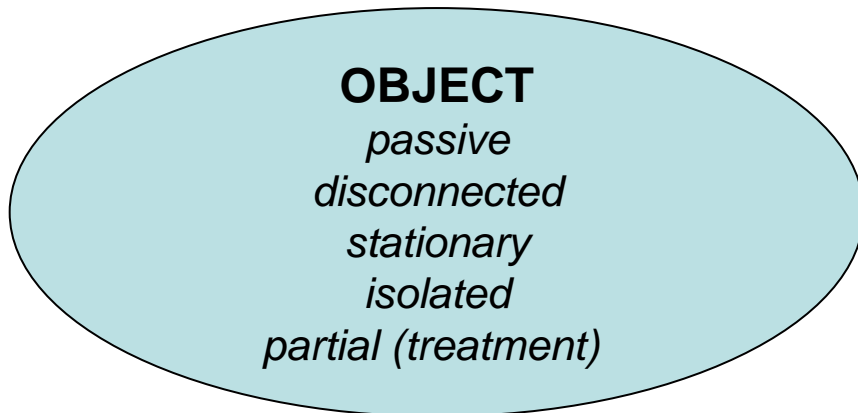 OBJECT
passive
disconnected
stationary
isolated
partial (treatment)